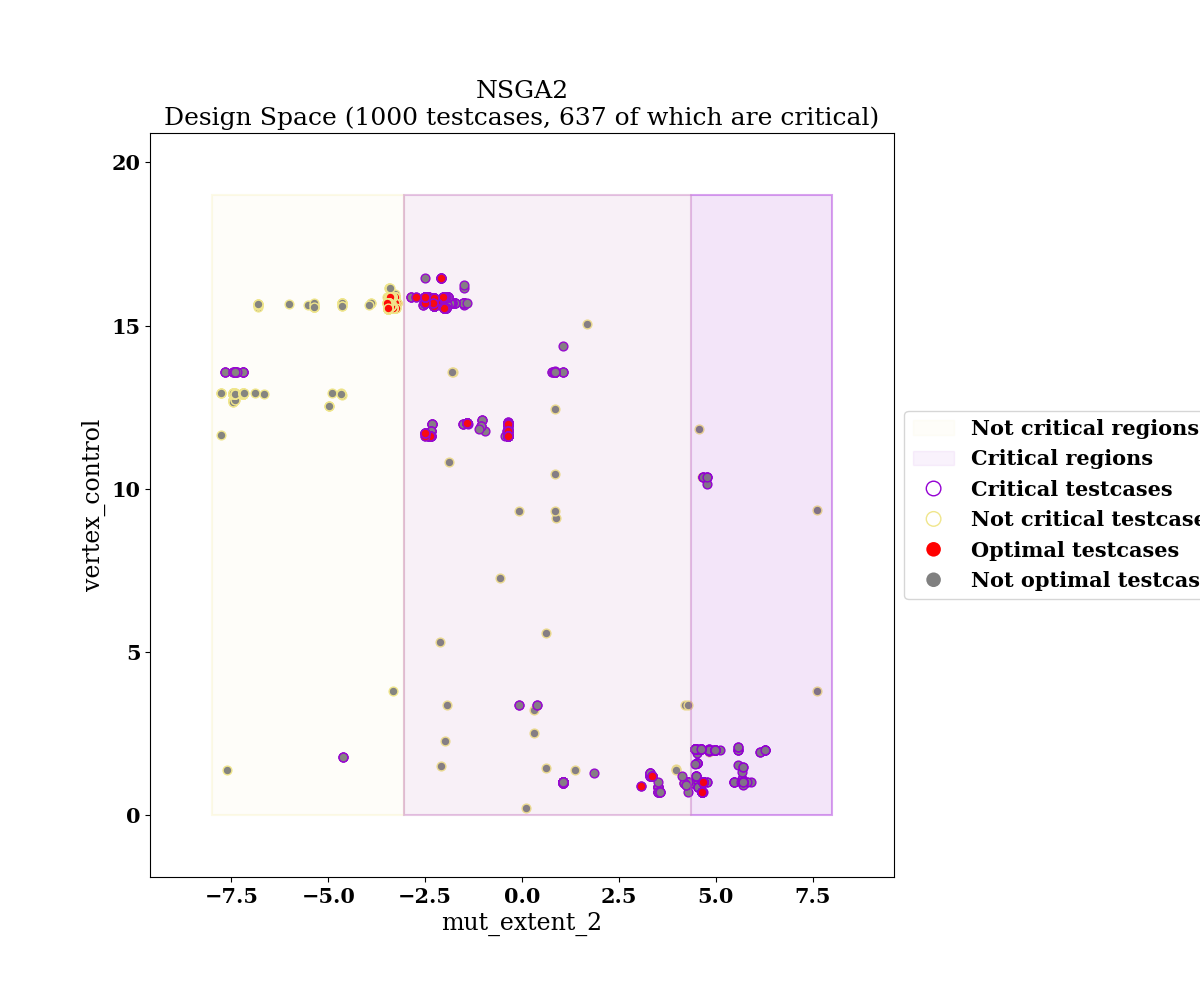 NSGA2
Design Space (1000 testcases, 637 of which are critical)
20
15
10
5
0
vertex_control
−7.5
−5.0
−2.5
0.0
2.5
5.0
7.5
mut_extent_2
Not critical regions
Critical regions
Critical testcases
Not critical testcase
Optimal testcases
Not optimal testcas